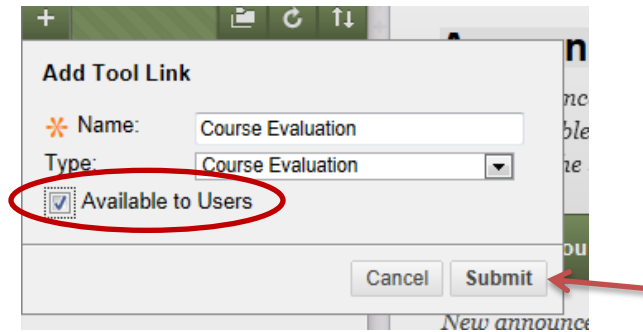 Add Tool Link
Name: Course Evaluation
Type: Course Evaluation
Available to Users
Cancel Submit
New announce